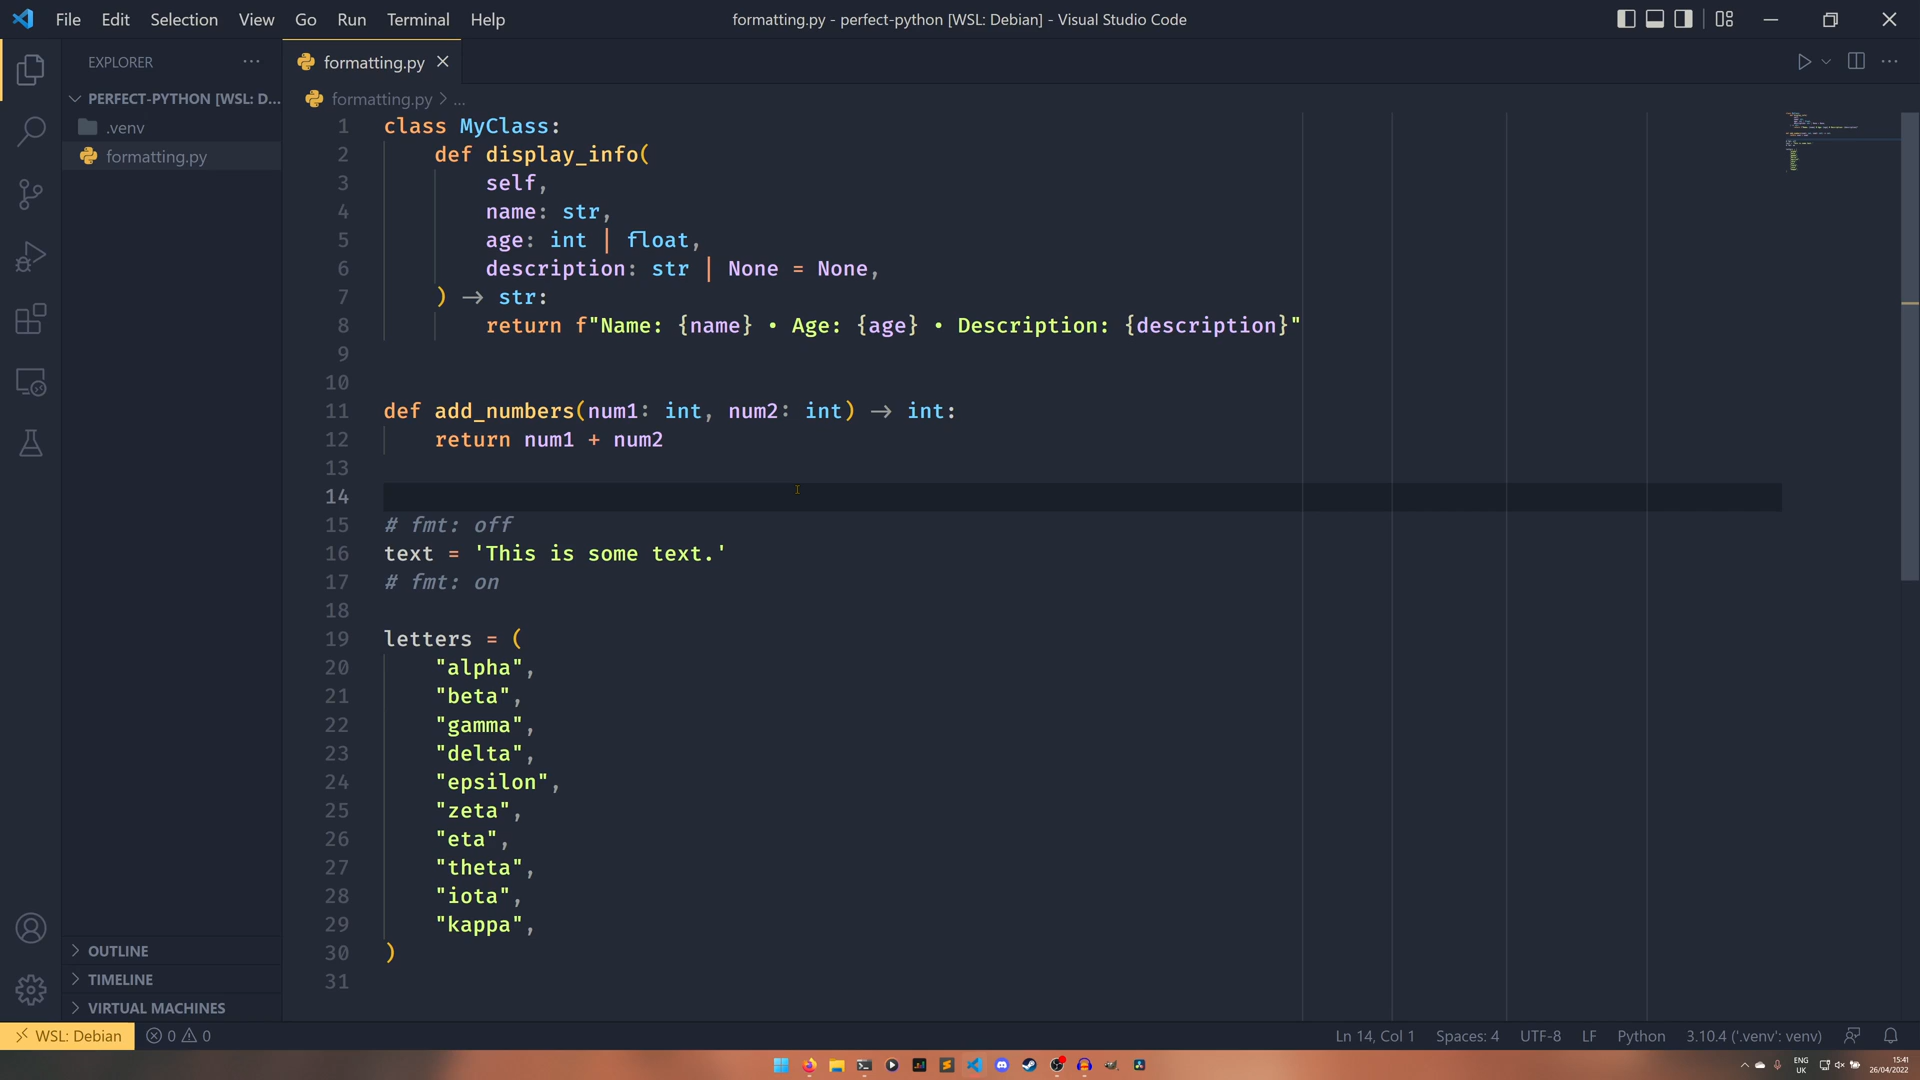 File Edit Selection View Go Run Terminal Help
formatting.py - perfect-python [WSL: Debian] - Visual Studio Code
EXPLORER
PERFECT-PYTHON [WSL: D...
.venv
formatting.py
formatting.py
formatting.py > ...
1 class MyClass:
2 def display_info(
3 self,
4 name: str,
5 age: int | float,
6 description: str | None = None,
7 ) -> str:
8 return f"Name: {name} • Age: {age} • Description: {description}"
9
10
11 def add_numbers(num1: int, num2: int) -> int:
12 return num1 + num2
13
14
15 # fmt: off
16 text = 'This is some text.'
17 # fmt: on
18
19 letters = (
20 "alpha",
21 "beta",
22 "gamma",
23 "delta",
24 "epsilon",
25 "zeta",
26 "eta",
27 "theta",
28 "iota",
29 "kappa",
30 )
31
OUTLINE
TIMELINE
VIRTUAL MACHINES
WSL: Debian 0 0
Ln 14, Col 1 Spaces: 4 UTF-8 LF Python 3.10.4 ('.venv': venv)
ENG
UK
15:41
26/04/2022